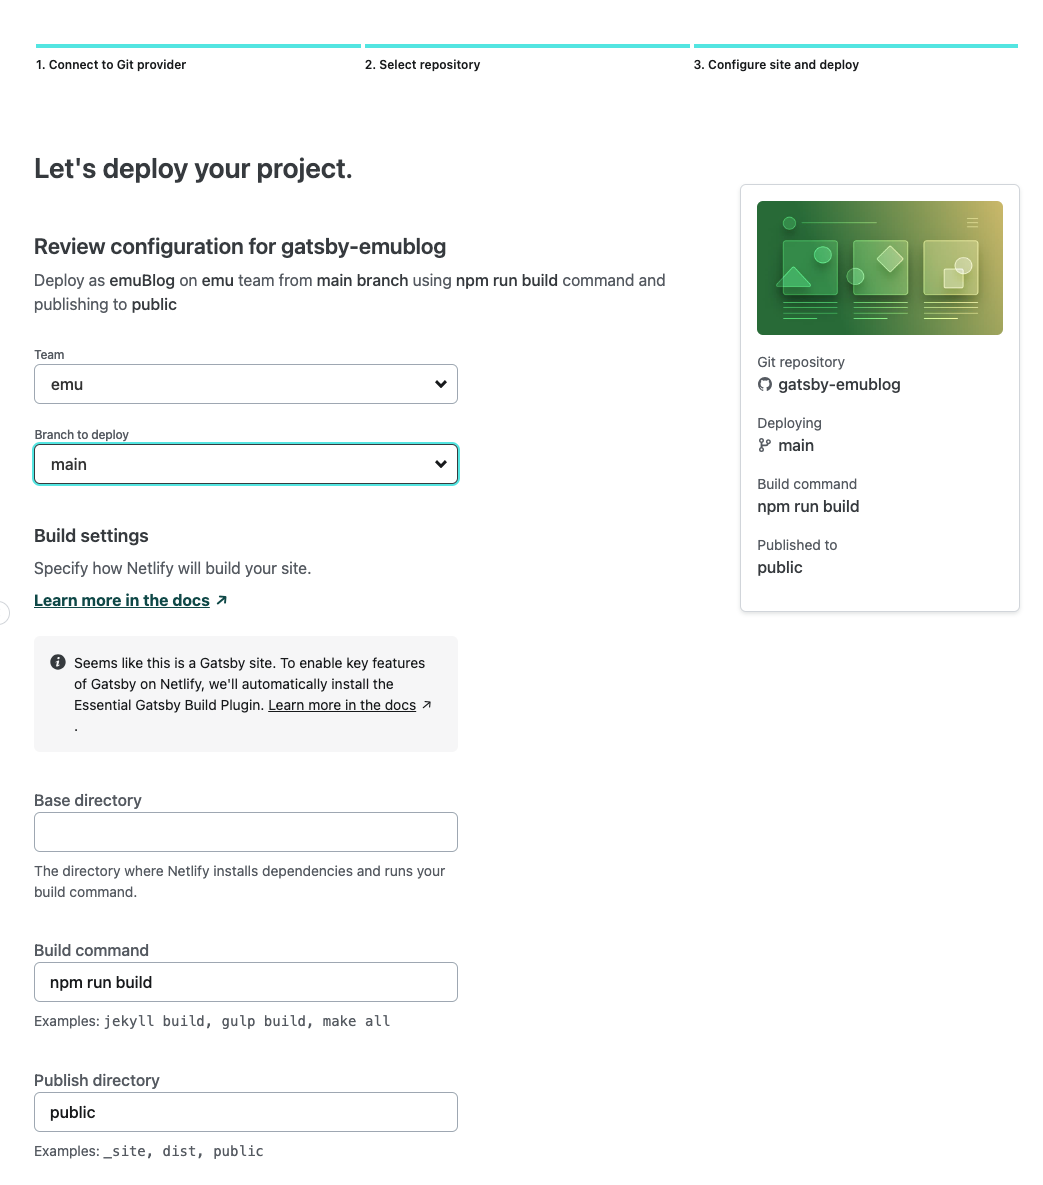 1. Connect to Git provider
2. Select repository
3. Configure site and deploy
Let's deploy your project.
Review configuration for gatsby-emublog
Deploy as emuBlog on emu team from main branch using npm run build command and
publishing to public
Team
emu
Branch to deploy
main
Build settings
Specify how Netlify will build your site.
Learn more in the docs ↗
Seems like this is a Gatsby site. To enable key features
of Gatsby on Netlify, we'll automatically install the
Essential Gatsby Build Plugin. Learn more in the docs ↗
.
Base directory
The directory where Netlify installs dependencies and runs your
build command.
Build command
npm run build
Examples: jekyll build, gulp build, make all
Publish directory
public
Examples: _site, dist, public
Git repository
gatsby-emublog
Deploying
main
Build command
npm run build
Published to
public